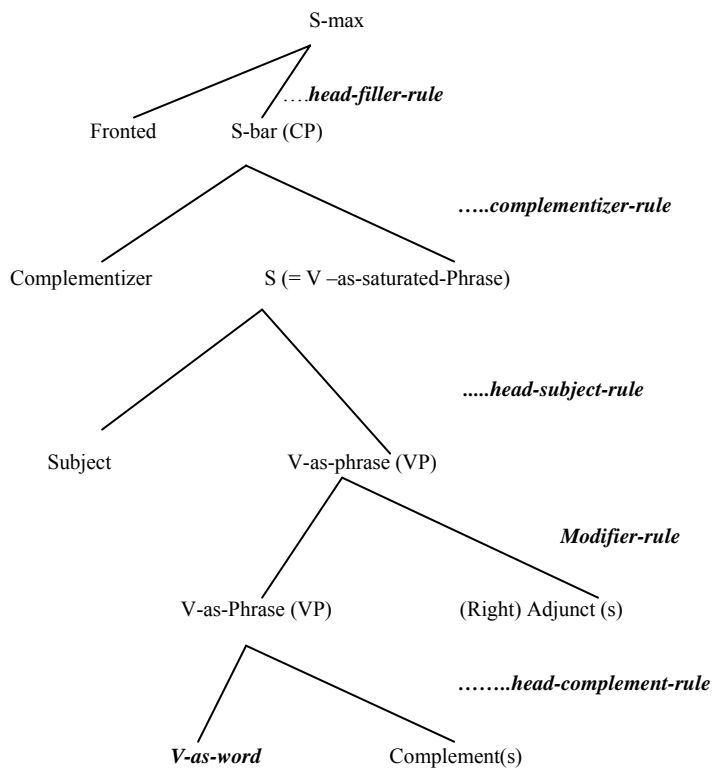 S-max
....head-filler-rule
Fronted S-bar (CP)
.....complementizer-rule
Complementizer S (= V –as-saturated-Phrase)
.....head-subject-rule
Subject V-as-phrase (VP)
Modifier-rule
V-as-Phrase (VP) (Right) Adjunct (s)
........head-complement-rule
V-as-word Complement(s)